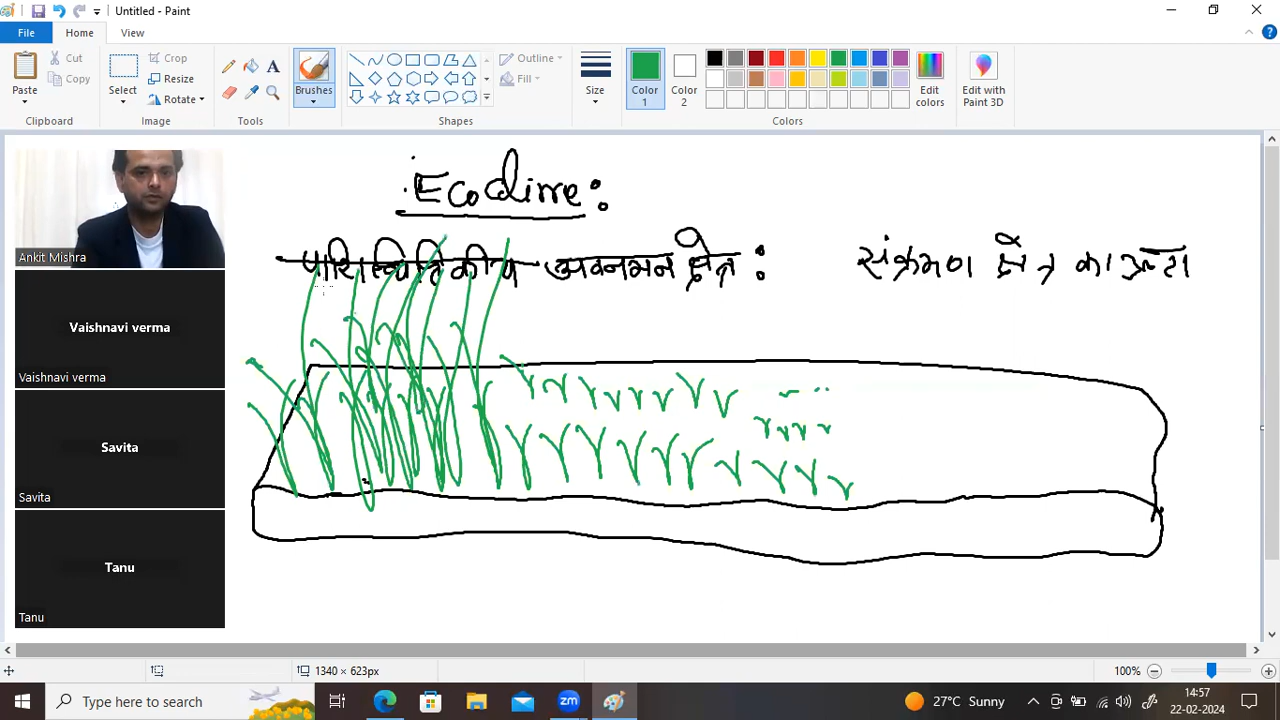 Untitled - Paint
File Home View
Paste Cut Copy Select Crop Resize Rotate Brushes Outline Fill Size Color 1 Color 2 Edit colors Edit with Paint 3D
Clipboard Image Tools Shapes Colors
Ecocline:
पारिस्थितिकीय अवनमन क्षेत्र : संक्रमण क्षेत्र का
Ankit Mishra
Vaishnavi verma
Vaishnavi verma
Savita
Savita
Tanu
Tanu
1340 × 623px 100%
Type here to search 27°C Sunny 14:57
22-02-2024